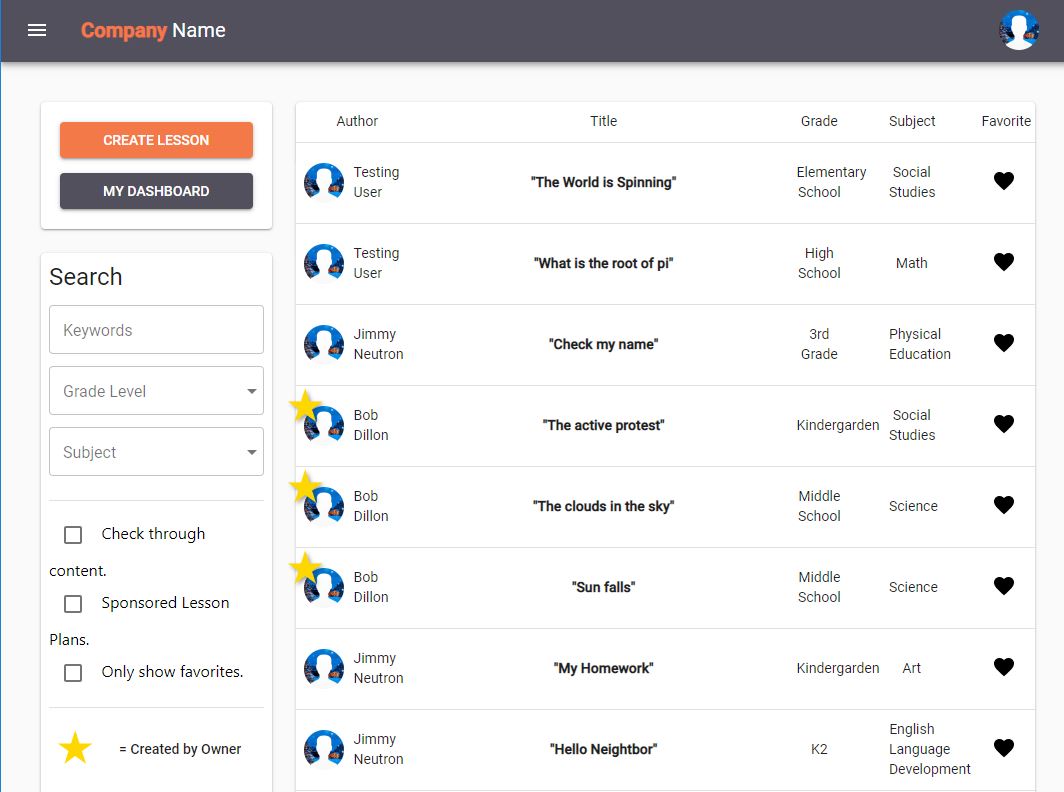 Company Name
CREATE LESSON
MY DASHBOARD
Search
Keywords
Grade Level
Subject
Check through
content.
Sponsored Lesson
Plans.
Only show favorites.
= Created by Owner
Author Title Grade Subject Favorite
Testing
User
"The World is Spinning"
Elementary
School
Social
Studies
Testing
User
"What is the root of pi"
High
School
Math
Jimmy
Neutron
"Check my name"
3rd
Grade
Physical
Education
Bob
Dillon
"The active protest"
Kindergarden
Social
Studies
Bob
Dillon
"The clouds in the sky"
Middle
School
Science
Bob
Dillon
"Sun falls"
Middle
School
Science
Jimmy
Neutron
"My Homework"
Kindergarden
Art
Jimmy
Neutron
"Hello Neightbor"
K2
English
Language
Development